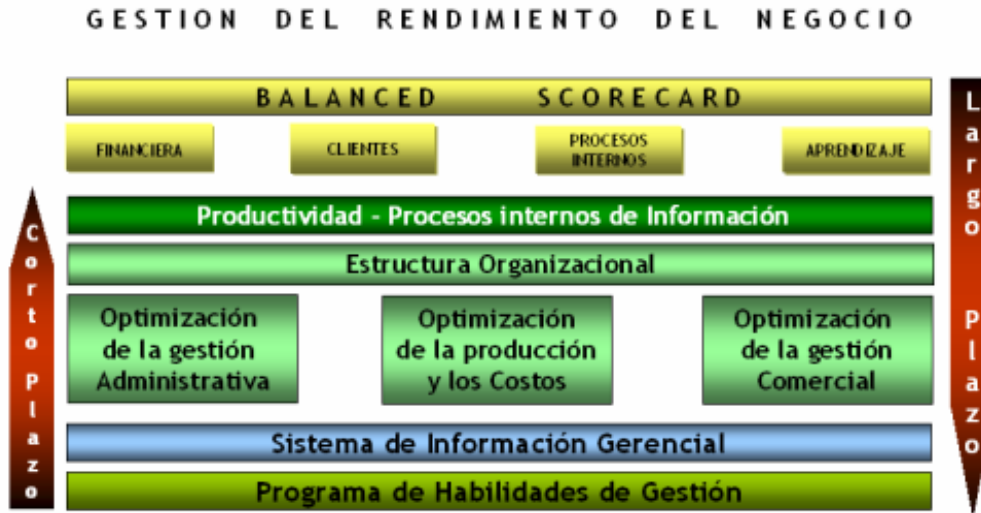 GESTION DEL RENDIMIENTO DEL NEGOCIO
BALANCED SCORECARD
FINANCIERA
CLIENTES
PROCESOS
INTERNOS
APRENDIZAJE
Productividad - Procesos internos de Información
Estructura Organizacional
Optimización
de la gestión
Administrativa
Optimización
de la producción
y los Costos
Optimización
de la gestión
Comercial
Sistema de Información Gerencial
Programa de Habilidades de Gestión
Corto Plazo
Largo Plazo